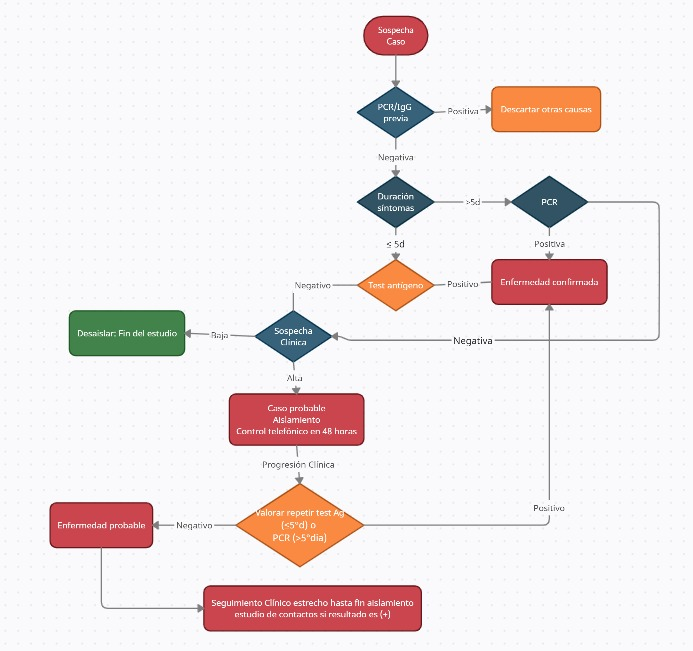 Sospecha
Caso
PCR/IgG
previa
Positiva
Descartar otras causas
Negativa
Duración
síntomas
>5d
PCR
≤ 5d
Positiva
Negativo
Test antígeno
Positivo
Enfermedad confirmada
Desaislar: Fin del estudio
Baja
Sospecha
Clínica
Negativa
Alta
Caso probable
Aislamiento
Control telefónico en 48 horas
Progresión Clínica
Valorar repetir test Ag
(≤5ºd) o
PCR (>5ºdía)
Positivo
Enfermedad probable
Negativo
Seguimiento Clínico estrecho hasta fin aislamiento
estudio de contactos si resultado es (+)